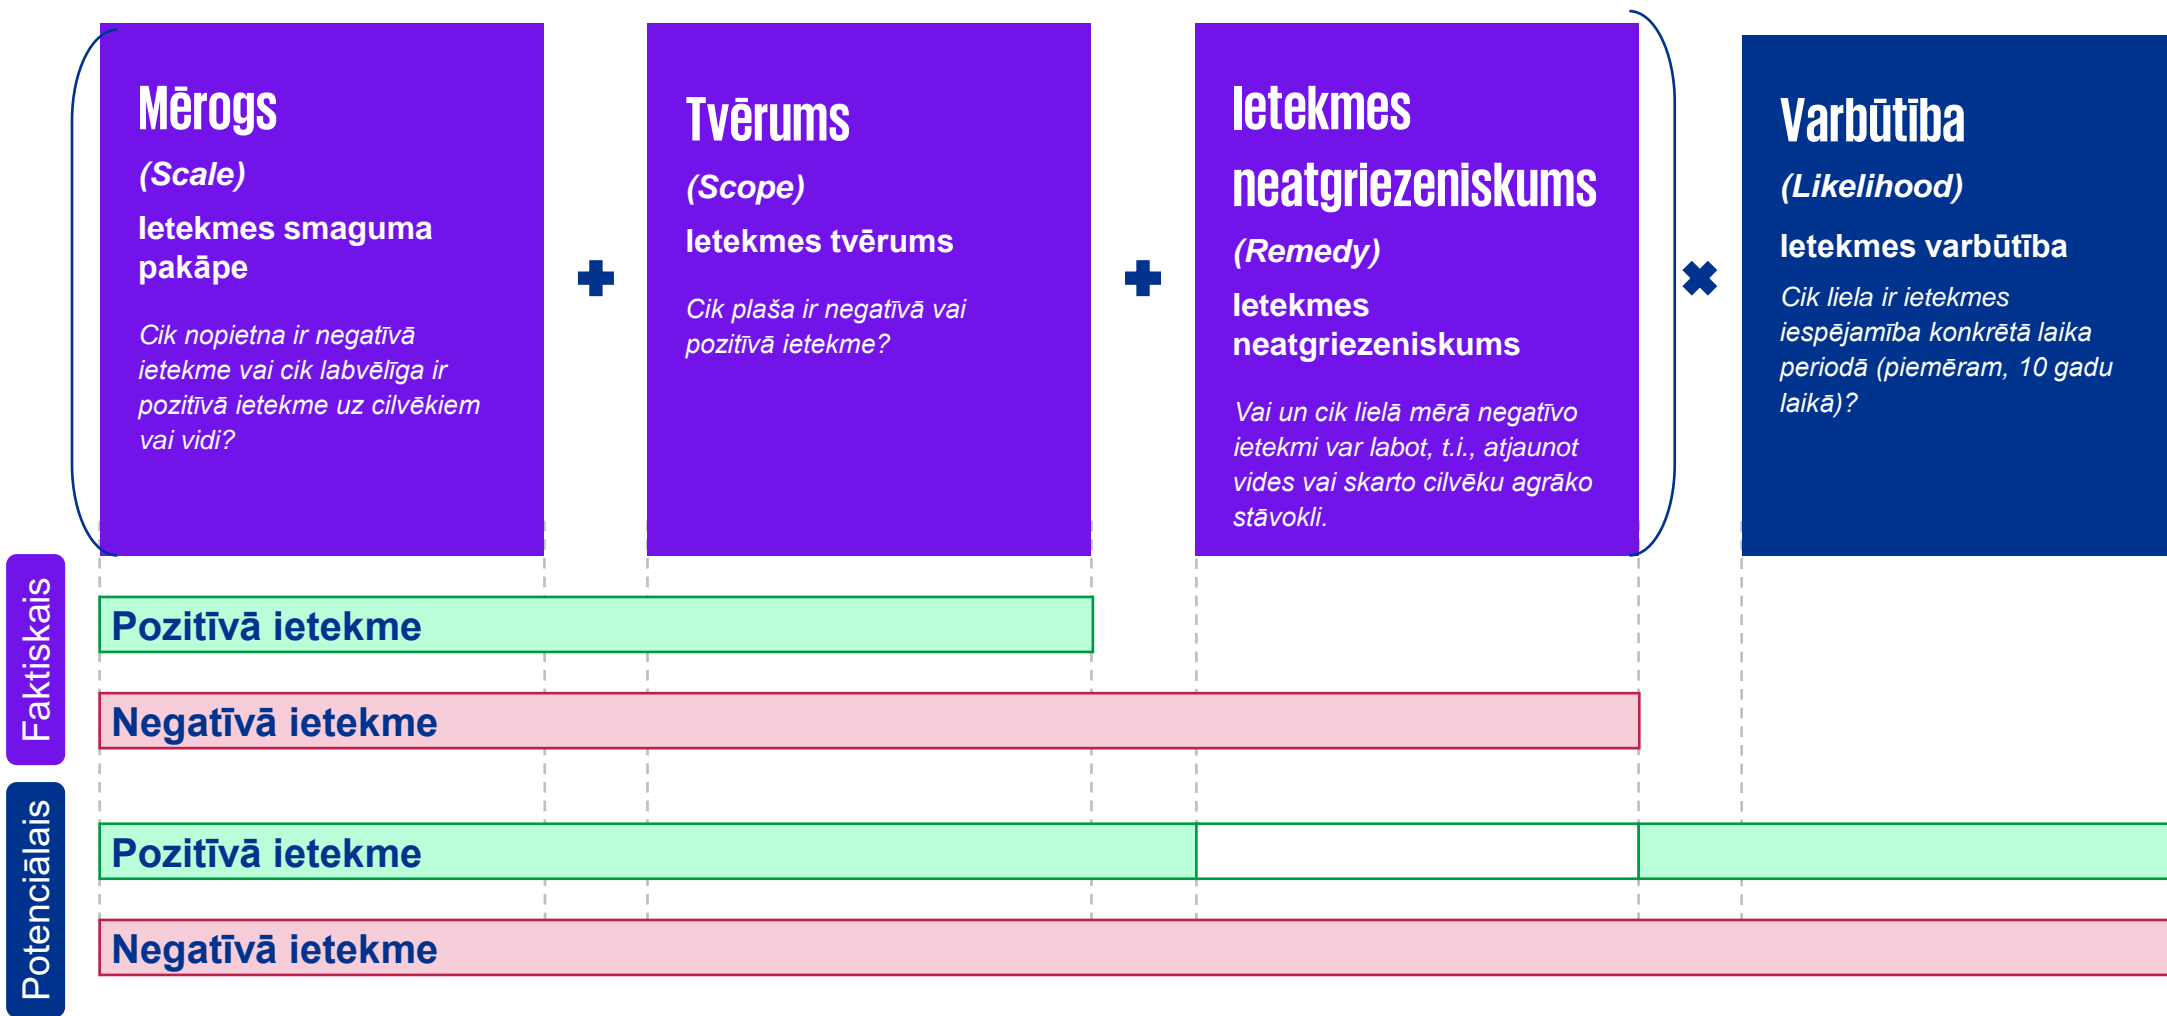 Mērogs
(Scale)
Ietekmes smaguma
pakāpe
Cik nopietna ir negatīvā
ietekme vai cik labvēlīga ir
pozitīvā ietekme uz cilvēkiem
vai vidi?
Tvērums
(Scope)
Ietekmes tvērums
Cik plaša ir negatīvā vai
pozitīvā ietekme?
Ietekmes
neatgriezeniskums
(Remedy)
Ietekmes
neatgriezeniskums
Vai un cik lielā mērā negatīvo
ietekmi var labot, t.i., atjaunot
vides vai skarto cilvēku agrāko
stāvokli.
Varbūtība
(Likelihood)
Ietekmes varbūtība
Cik liela ir ietekmes
iespējamība konkrētā laika
periodā (piemēram, 10 gadu
laikā)?
Faktiskais
Pozitīvā ietekme
Negatīvā ietekme
Potenciālais
Pozitīvā ietekme
Negatīvā ietekme